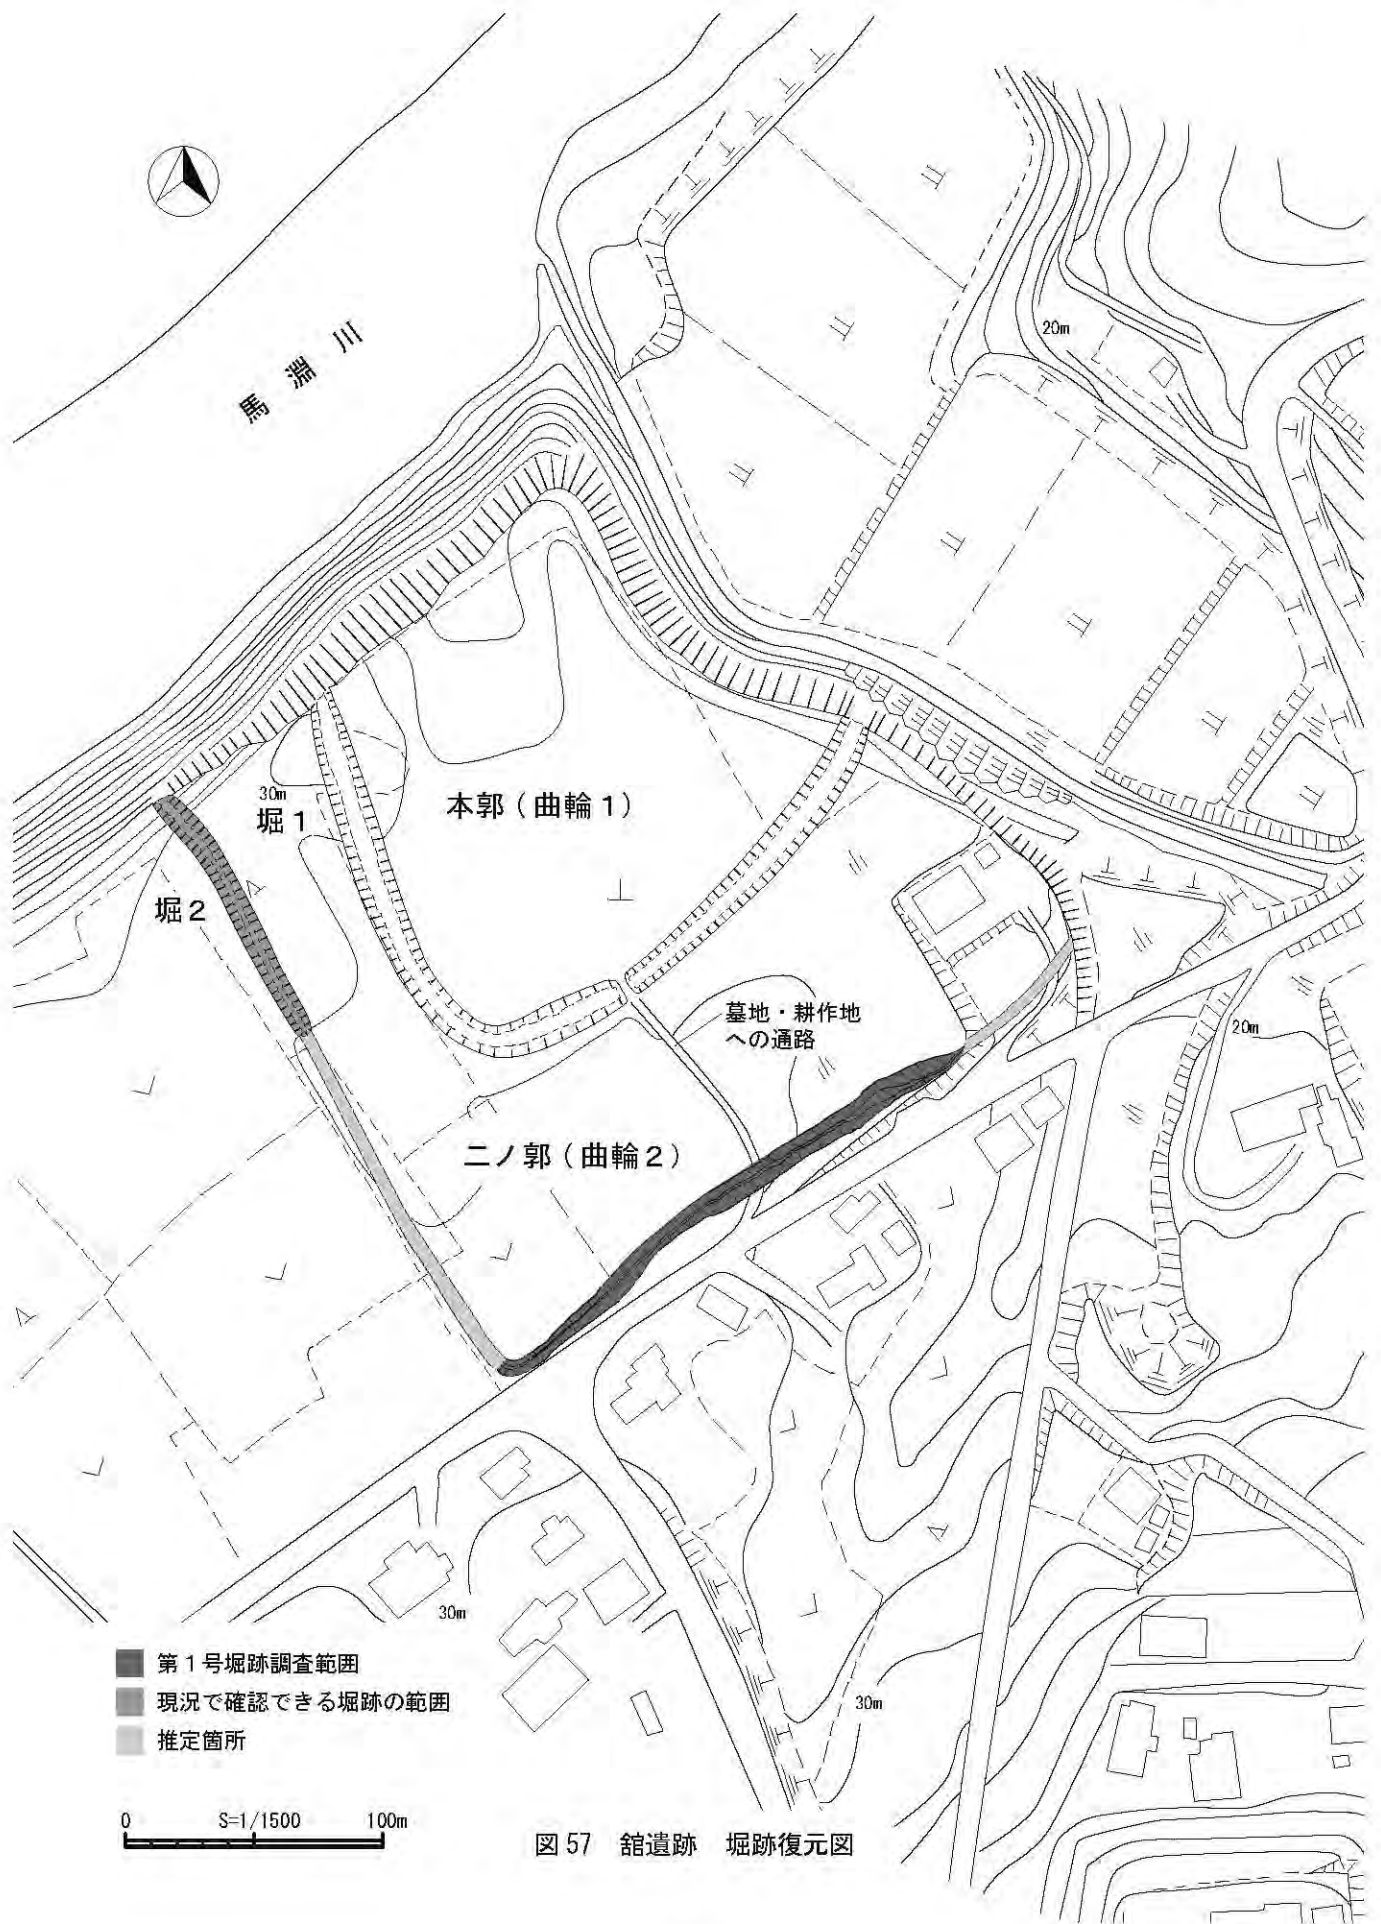 馬淵川
20m
30m
堀1
本郭（曲輪1）
堀2
墓地・耕作地
への通路
20m
二ノ郭（曲輪2）
30m
30m
第1号堀跡調査範囲
現況で確認できる堀跡の範囲
推定箇所
0 S=1/1500 100m
図57 舘遺跡 堀跡復元図